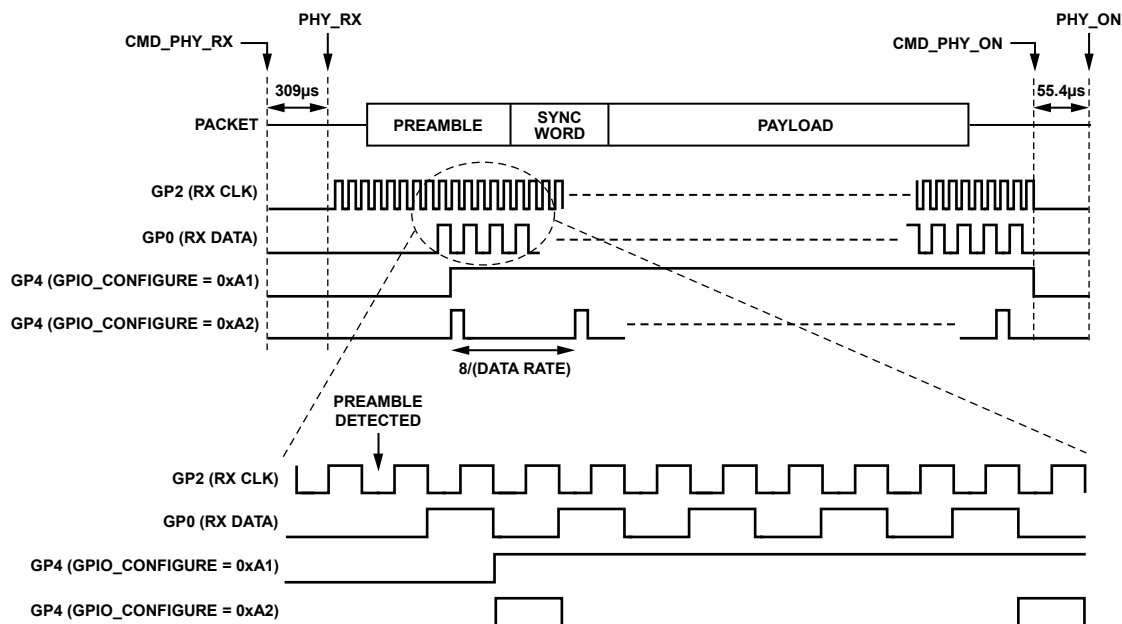 PHY_RX
PHY_ON
CMD_PHY_RX
CMD_PHY_ON
309µs
55.4µs
PACKET
PREAMBLE
SYNC
WORD
PAYLOAD
GP2 (RX CLK)
GP0 (RX DATA)
GP4 (GPIO_CONFIGURE = 0xA1)
GP4 (GPIO_CONFIGURE = 0xA2)
8/(DATA RATE)
PREAMBLE
DETECTED
GP2 (RX CLK)
GP0 (RX DATA)
GP4 (GPIO_CONFIGURE = 0xA1)
GP4 (GPIO_CONFIGURE = 0xA2)